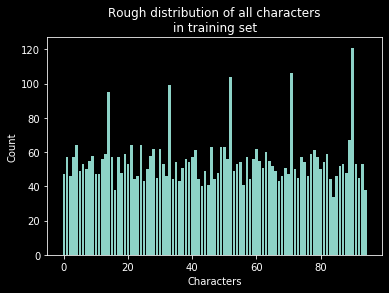 Rough distribution of all characters
in training set
120
100
80
60
40
20
0
Count
0 20 40 60 80
Characters